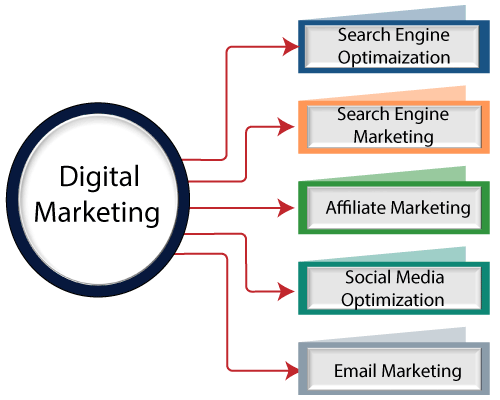 Digital
Marketing
Search Engine
Optimaization
Search Engine
Marketing
Affiliate Marketing
Social Media
Optimization
Email Marketing